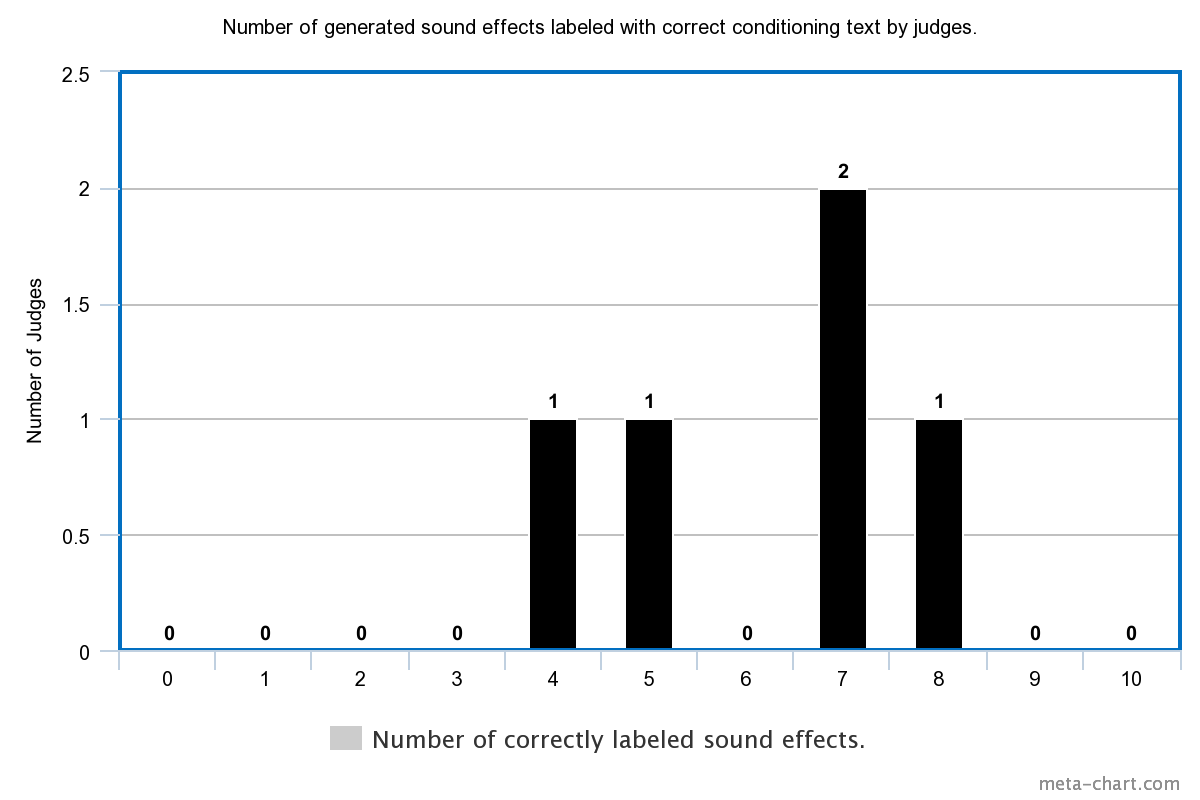 Number of generated sound effects labeled with correct conditioning text by judges.
2.5
2
1.5
1
0.5
0
Number of Judges
0 0 0 0 1 1 0 2 1 0 0
0 1 2 3 4 5 6 7 8 9 10
Number of correctly labeled sound effects.
meta-chart.com